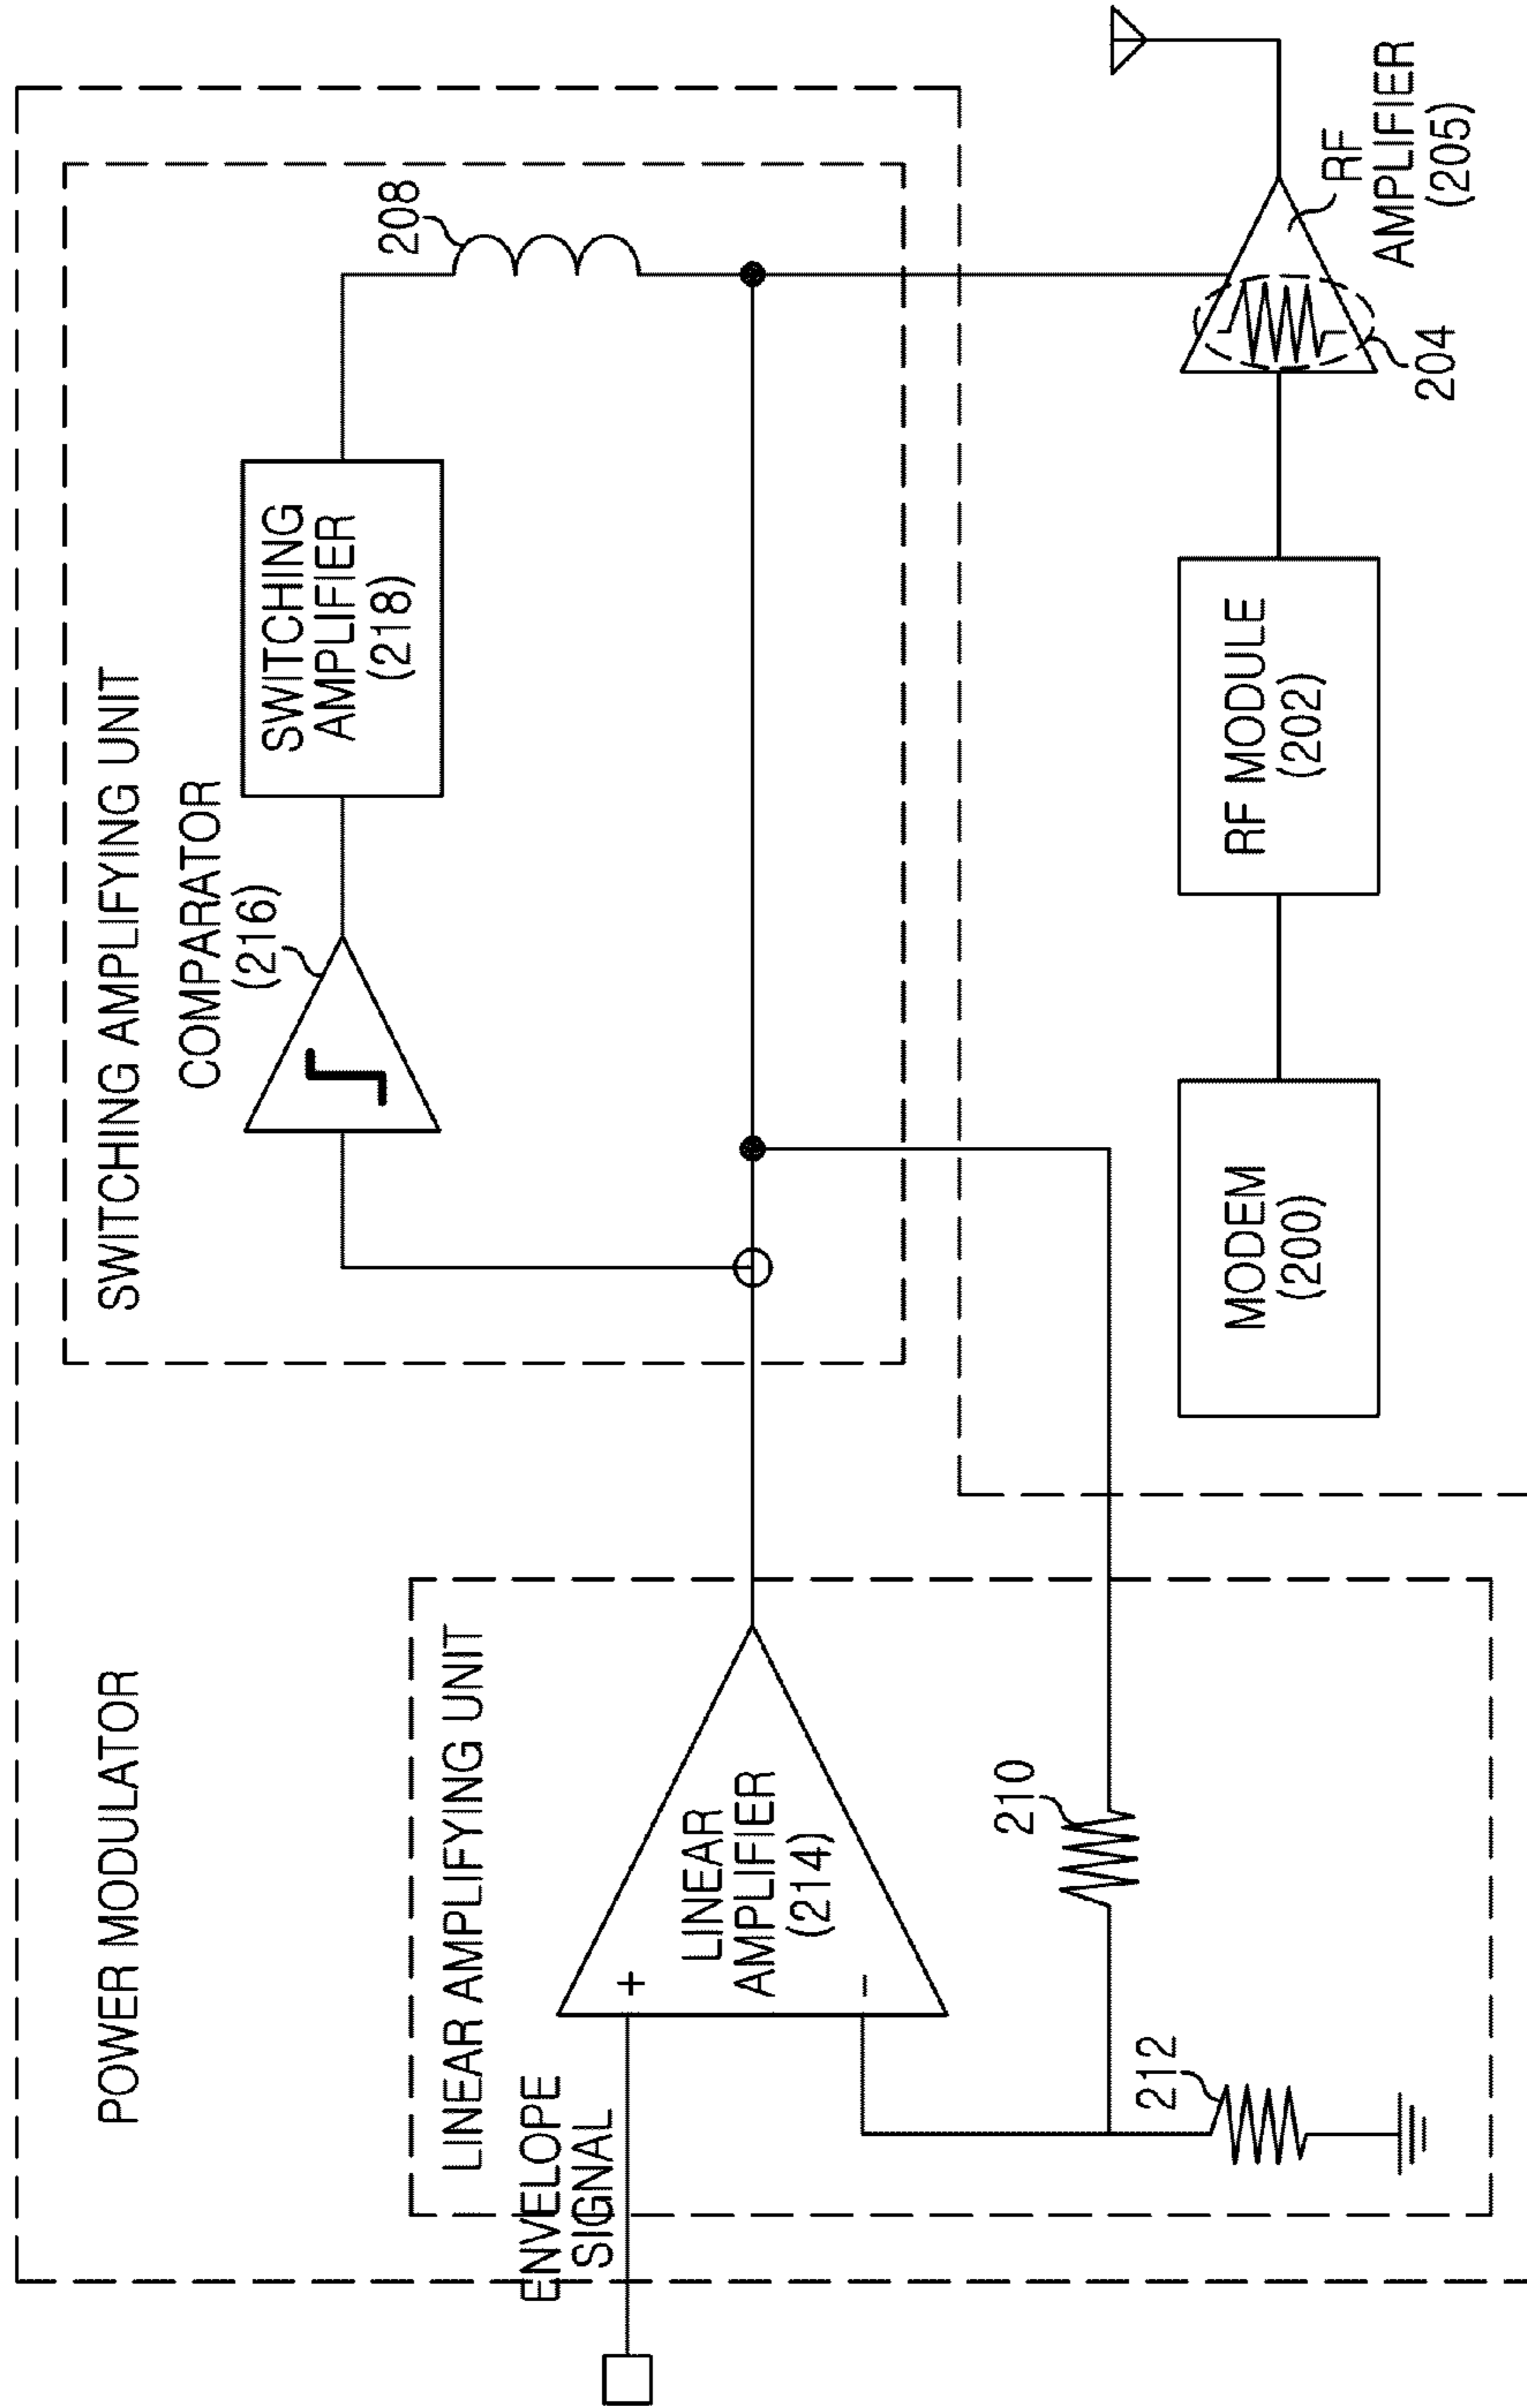 POWER MODULATOR
SWITCHING AMPLIFYING UNIT
COMPARATOR
(216)
SWITCHING
AMPLIFIER
(218)
208
LINEAR AMPLIFYING UNIT
ENVELOPE
SIGNAL
+
LINEAR
AMPLIFIER
(214)
−
210
212
MODEM
(200)
RF MODULE
(202)
204
RF
AMPLIFIER
(205)